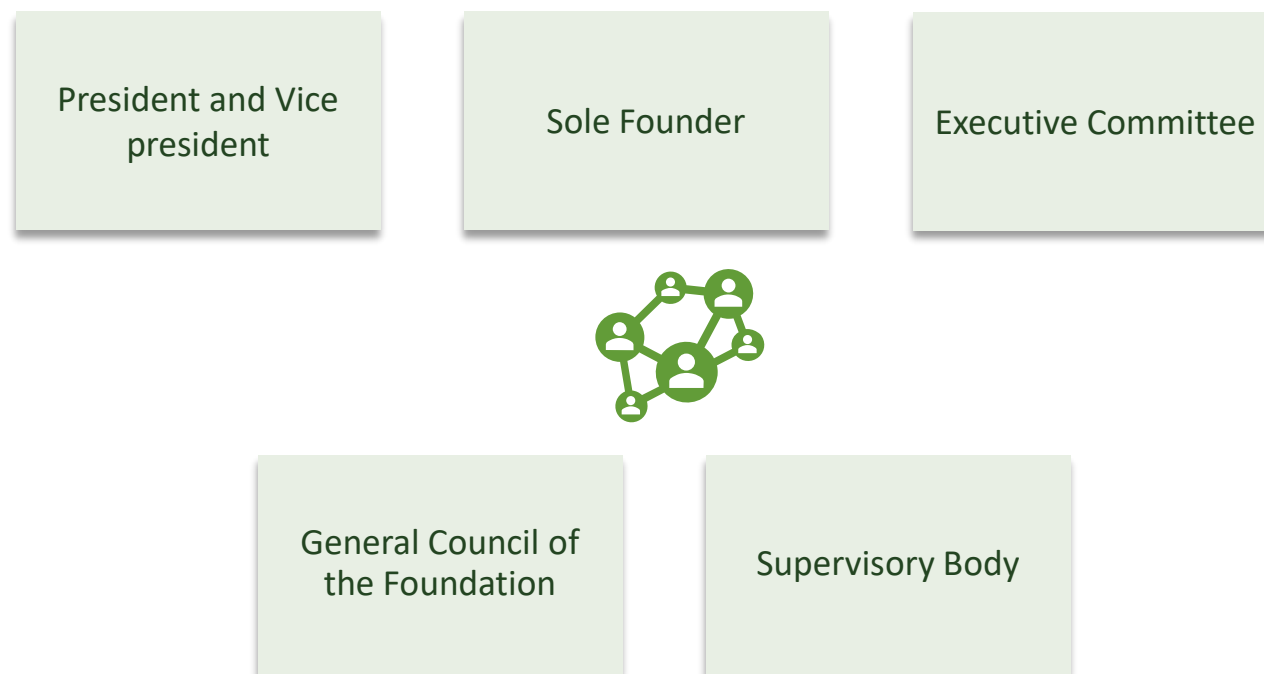 President and Vice
president
Sole Founder
Executive Committee
General Council of
the Foundation
Supervisory Body